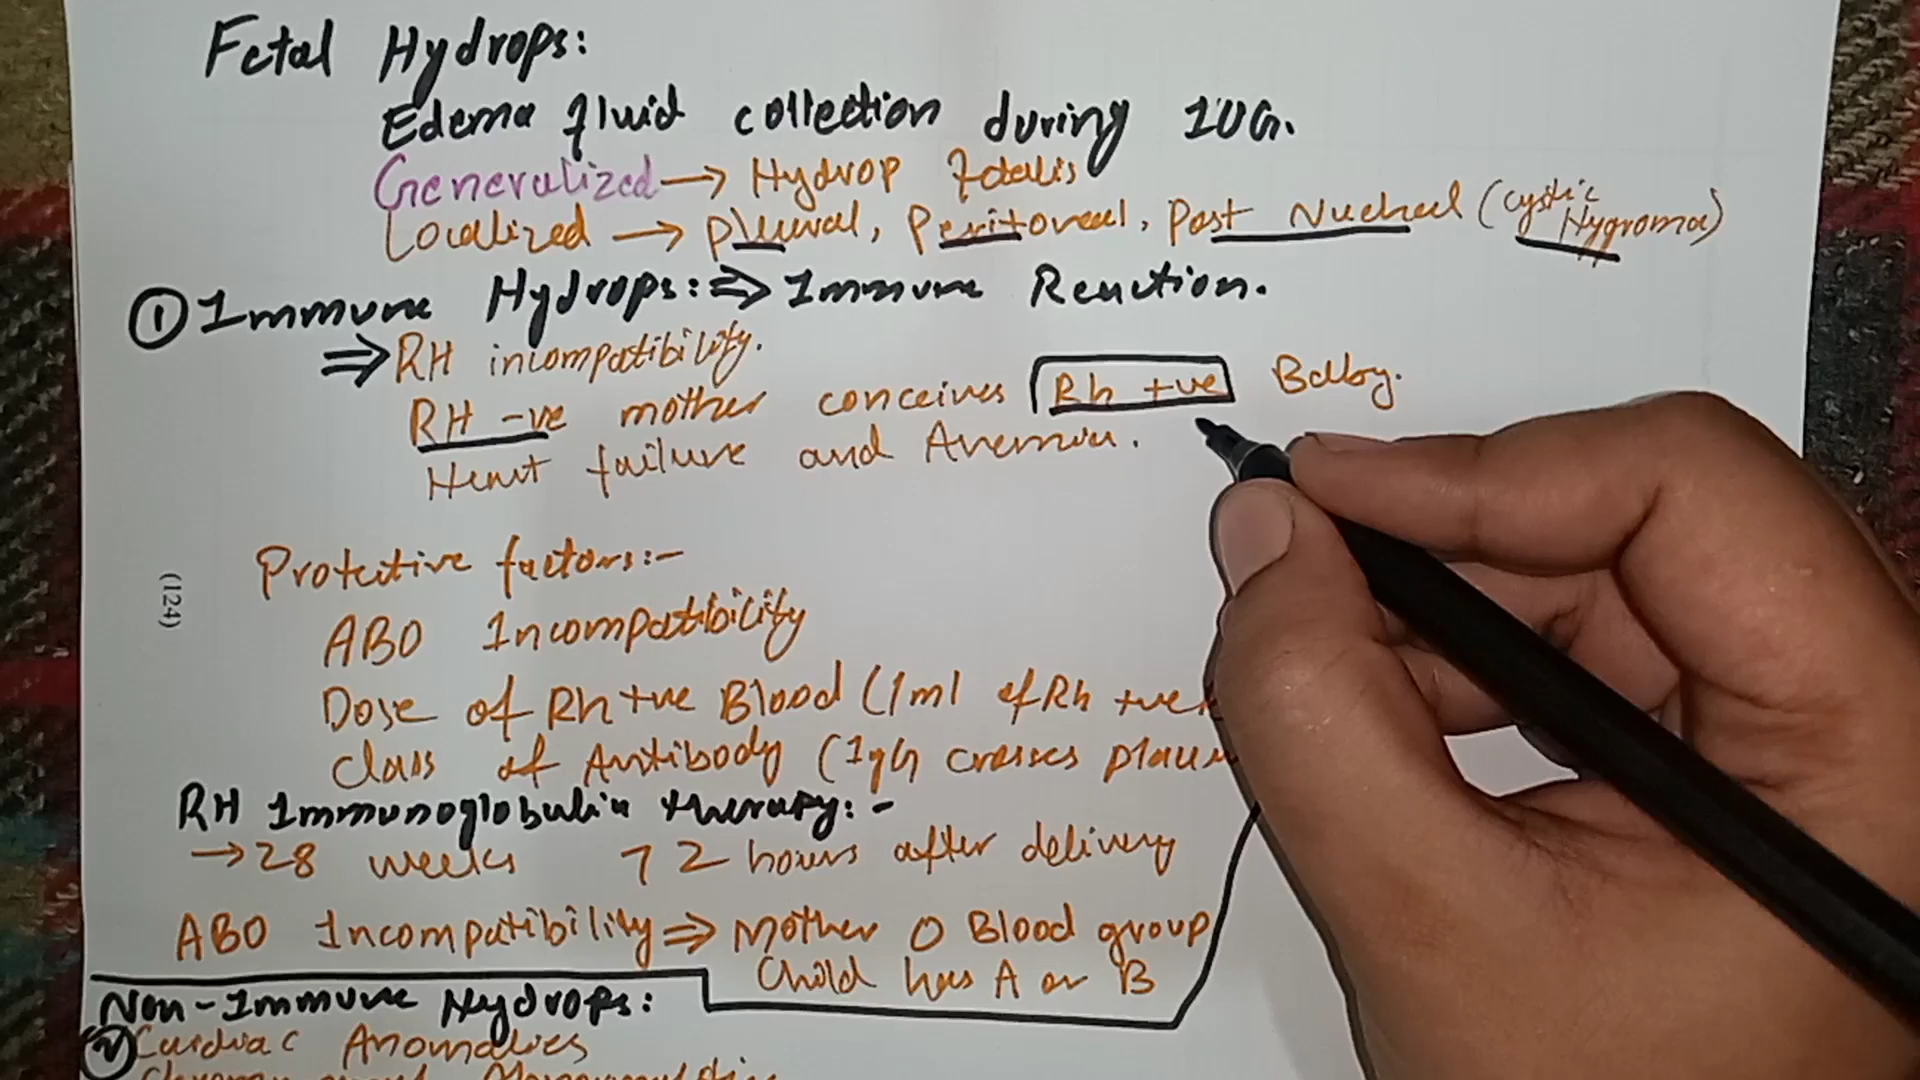 Fetal Hydrops:
Edema fluid collection during IUG.
Generalized → Hydrop fetalis
Localized → pleural, Peritoneal, Post Nucheal (cystic Hygroma)
① Immune Hydrops: ⇒ Immune Reaction.
⇒ RH incompatibility.
RH -ve mother conceives Rh +ve Baby.
Heart failure and Anemia.
Protective factors:-
ABO Incompatibility
Dose of Rh +ve Blood (1ml of Rh +ve
(124)
Class of Antibody (IgG crosses
RH Immunoglobulin therapy:-
→ 28 weeks 72 hours after delivery
ABO Incompatibility ⇒ Mother O Blood group
Child has A or B
Non-Immune Hydrops:
② Cardiac Anomalies